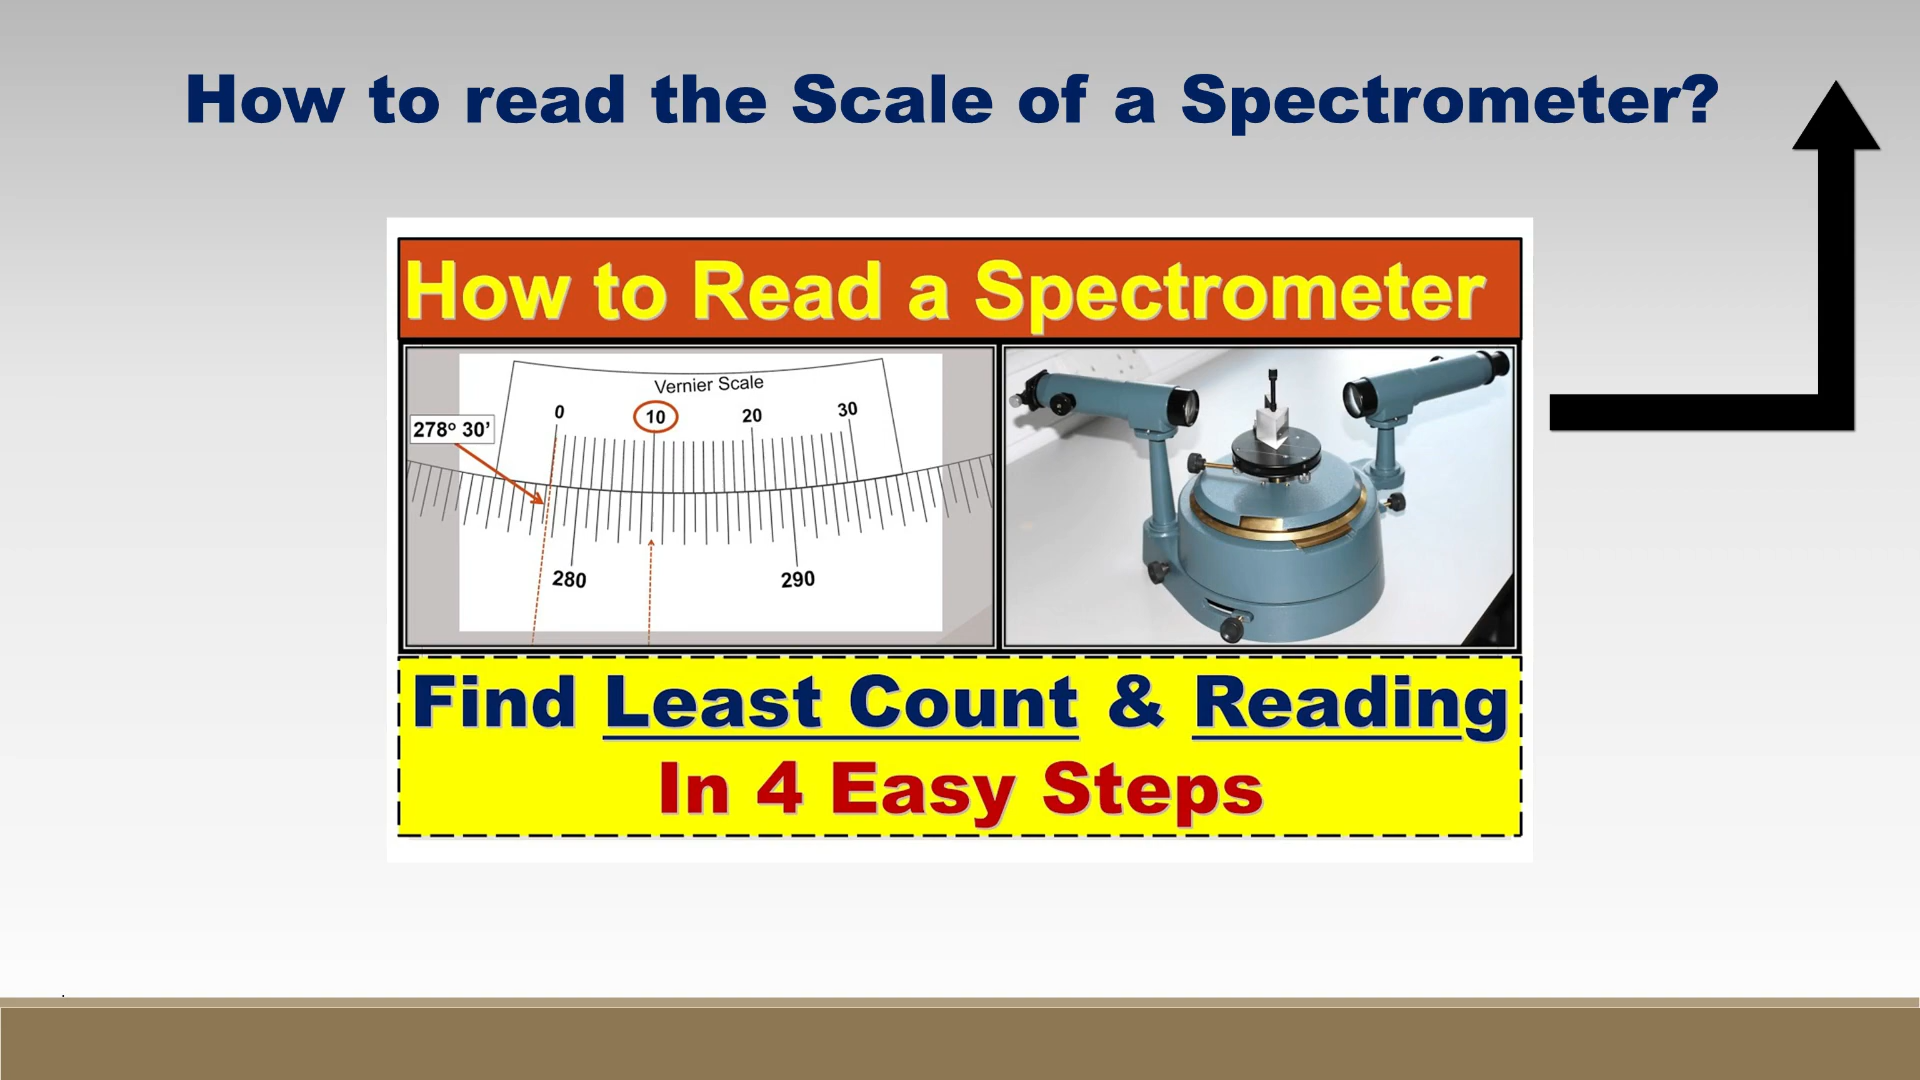 How to read the Scale of a Spectrometer?
How to Read a Spectrometer
Vernier Scale
0 10 20 30
278º 30’
280 290
Find Least Count & Reading
In 4 Easy Steps